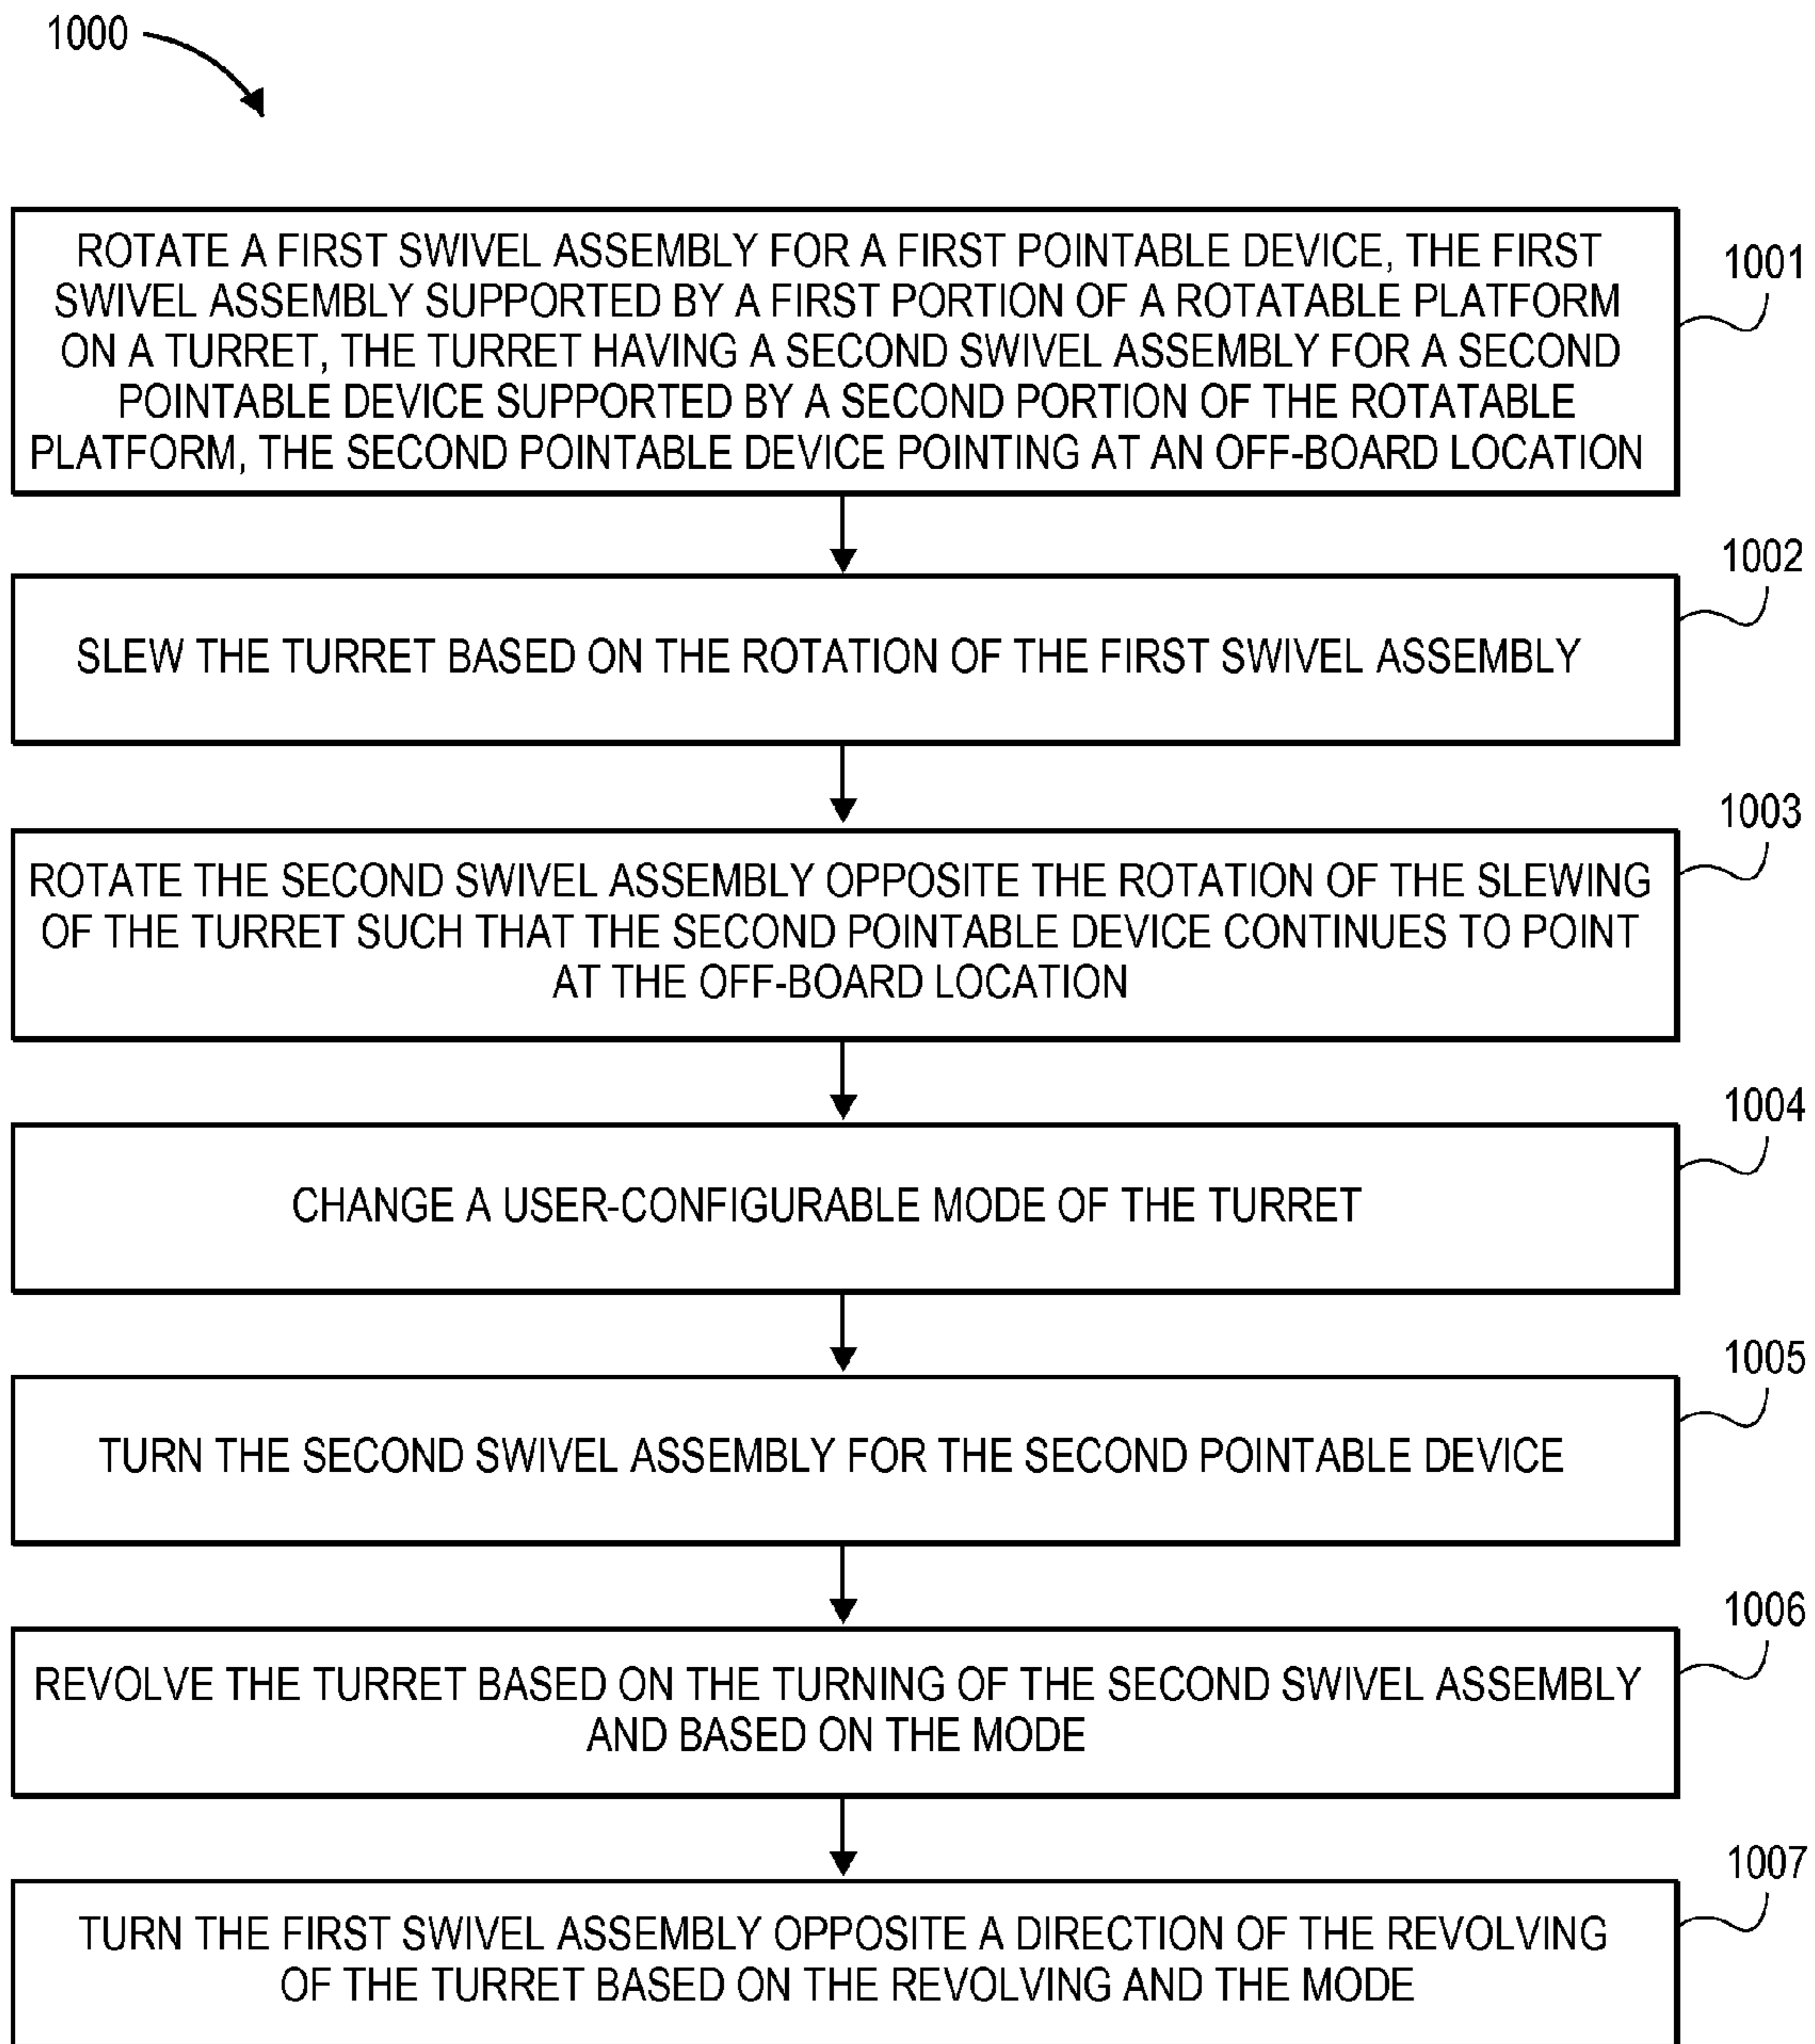 1000
ROTATE A FIRST SWIVEL ASSEMBLY FOR A FIRST POINTABLE DEVICE, THE FIRST
SWIVEL ASSEMBLY SUPPORTED BY A FIRST PORTION OF A ROTATABLE PLATFORM
ON A TURRET, THE TURRET HAVING A SECOND SWIVEL ASSEMBLY FOR A SECOND
POINTABLE DEVICE SUPPORTED BY A SECOND PORTION OF THE ROTATABLE
PLATFORM, THE SECOND POINTABLE DEVICE POINTING AT AN OFF-BOARD LOCATION
1001
1002
SLEW THE TURRET BASED ON THE ROTATION OF THE FIRST SWIVEL ASSEMBLY
1003
ROTATE THE SECOND SWIVEL ASSEMBLY OPPOSITE THE ROTATION OF THE SLEWING
OF THE TURRET SUCH THAT THE SECOND POINTABLE DEVICE CONTINUES TO POINT
AT THE OFF-BOARD LOCATION
1004
CHANGE A USER-CONFIGURABLE MODE OF THE TURRET
1005
TURN THE SECOND SWIVEL ASSEMBLY FOR THE SECOND POINTABLE DEVICE
1006
REVOLVE THE TURRET BASED ON THE TURNING OF THE SECOND SWIVEL ASSEMBLY
AND BASED ON THE MODE
1007
TURN THE FIRST SWIVEL ASSEMBLY OPPOSITE A DIRECTION OF THE REVOLVING
OF THE TURRET BASED ON THE REVOLVING AND THE MODE